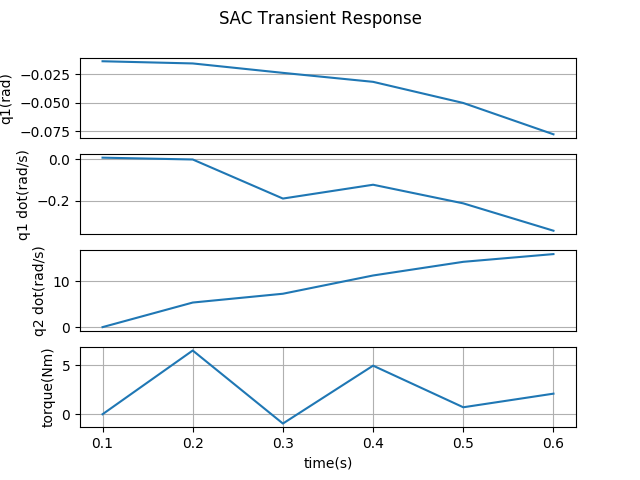 SAC Transient Response
q1(rad)
−0.025
−0.050
−0.075
q1 dot(rad/s)
0.0
−0.2
q2 dot(rad/s)
10
0
torque(Nm)
5
0
0.1 0.2 0.3 0.4 0.5 0.6
time(s)